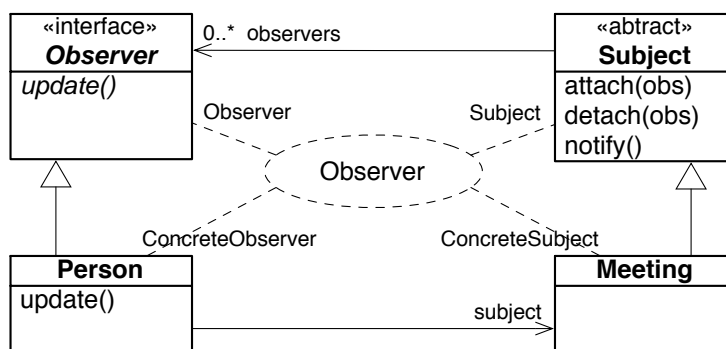 «interface»
Observer
update()
0..* observers
«abtract»
Subject
attach(obs)
detach(obs)
notify()
Observer
Subject
Observer
ConcreteObserver
ConcreteSubject
Person
update()
subject
Meeting